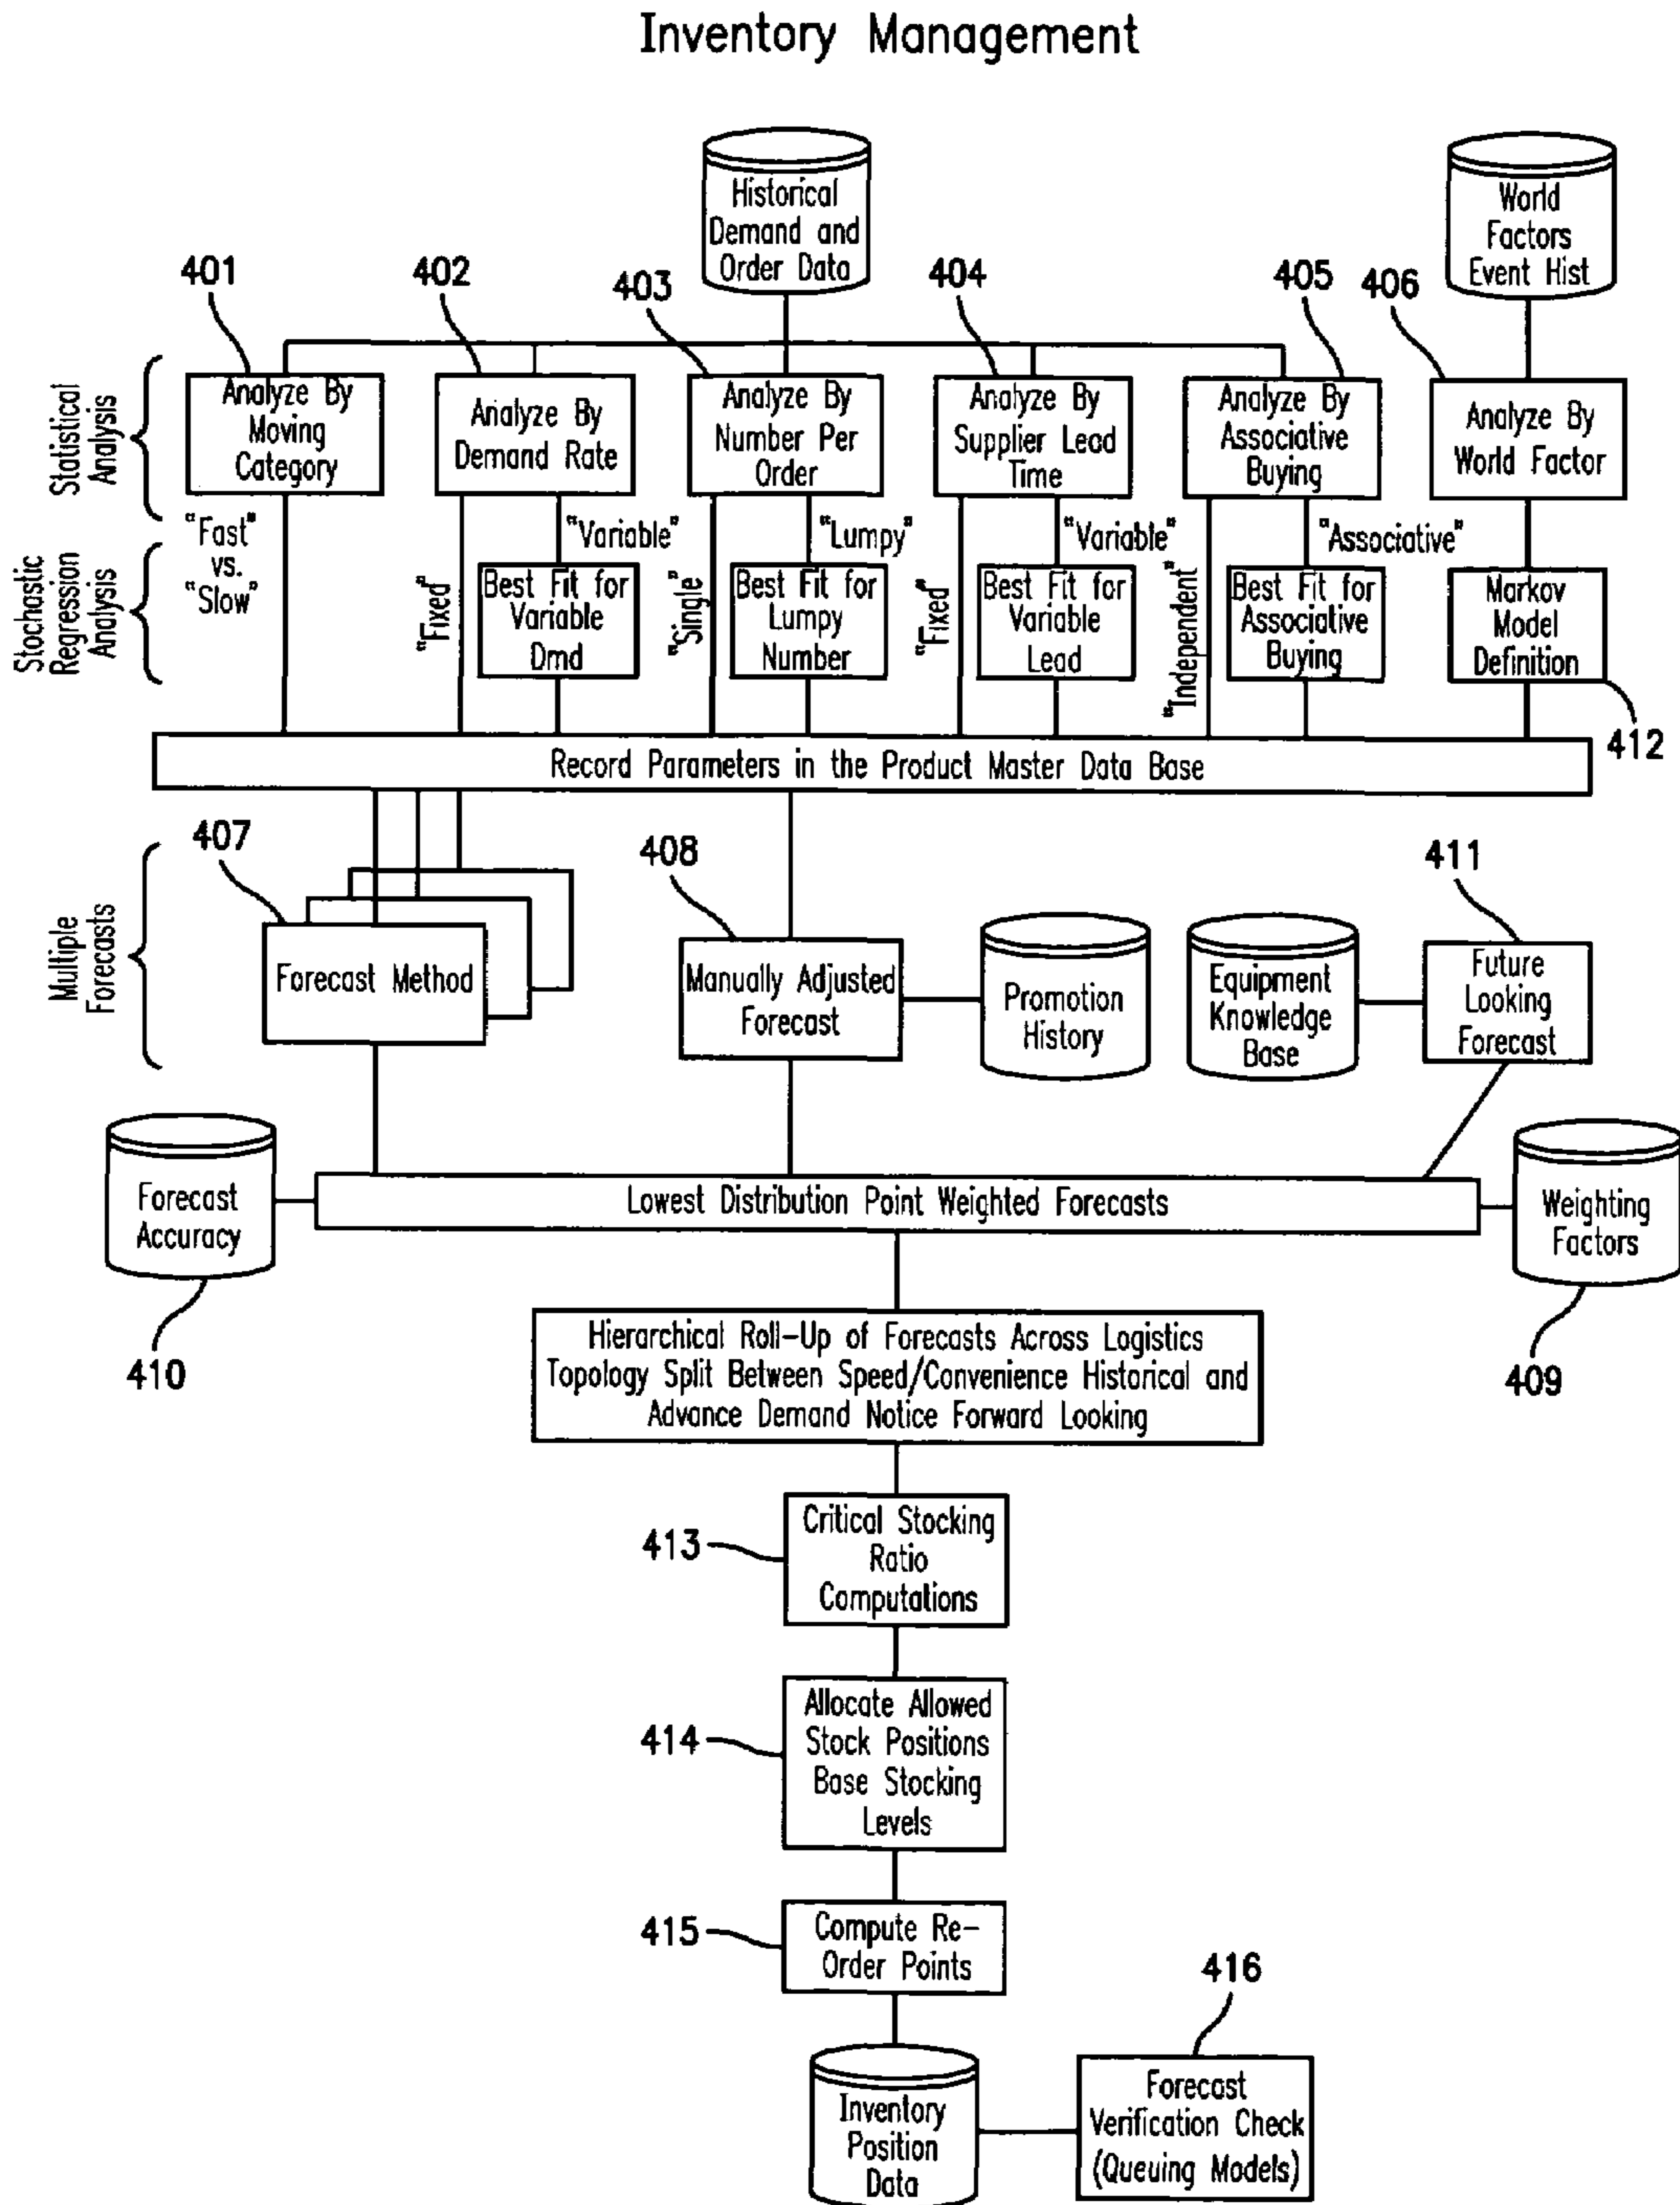 Inventory Management
Historical
Demand and
Order Data
World
Factors
Event Hist
401
402
403
404
405
406
Statistical
Analysis
Analyze By
Moving
Category
Analyze By
Demand Rate
Analyze By
Number Per
Order
Analyze By
Supplier Lead
Time
Analyze By
Associative
Buying
Analyze By
World Factor
Stochastic
Regression
Analysis
"Fast"
vs.
"Slow"
"Fixed"
"Variable"
Best Fit for
Variable
Dmd
"Single"
"Lumpy"
Best Fit for
Lumpy
Number
"Fixed"
"Variable"
Best Fit for
Variable
Lead
"Independent"
"Associative"
Best Fit for
Associative
Buying
Markov
Model
Definition
412
Record Parameters in the Product Master Data Base
Multiple
Forecasts
407
Forecast Method
408
Manually Adjusted
Forecast
Promotion
History
Equipment
Knowledge
Base
411
Future
Looking
Forecast
Forecast
Accuracy
410
Lowest Distribution Point Weighted Forecasts
Weighting
Factors
409
Hierarchical Roll-Up of Forecasts Across Logistics
Topology Split Between Speed/Convenience Historical and
Advance Demand Notice Forward Looking
413
Critical Stocking
Ratio
Computations
414
Allocate Allowed
Stock Positions
Base Stocking
Levels
415
Compute Re-
Order Points
416
Inventory
Position
Data
Forecast
Verification Check
(Queuing Models)